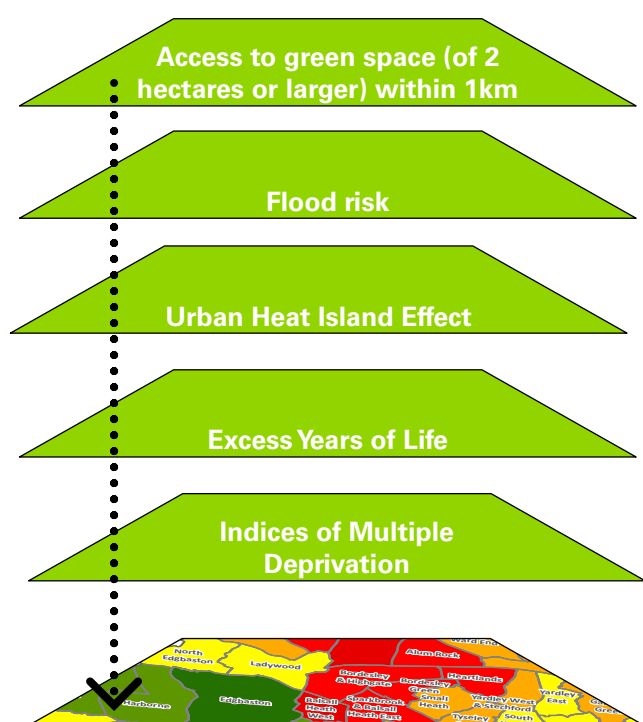 Access to green space (of 2
hectares or larger) within 1km
Flood risk
Urban Heat Island Effect
Excess Years of Life
Indices of Multiple
Deprivation
Ward End
North
Edgbaston
Ladywood
Alum Rock
Bordesley
& Highgate
Bordesley
Green
Heartlands
Small
Heath
Harborne
Edgbaston
Balsall
Heath
West
Sparkbrook
& Balsall
Heath East
Yardley West
& Stechford
Yardley
East
Tyseley
South